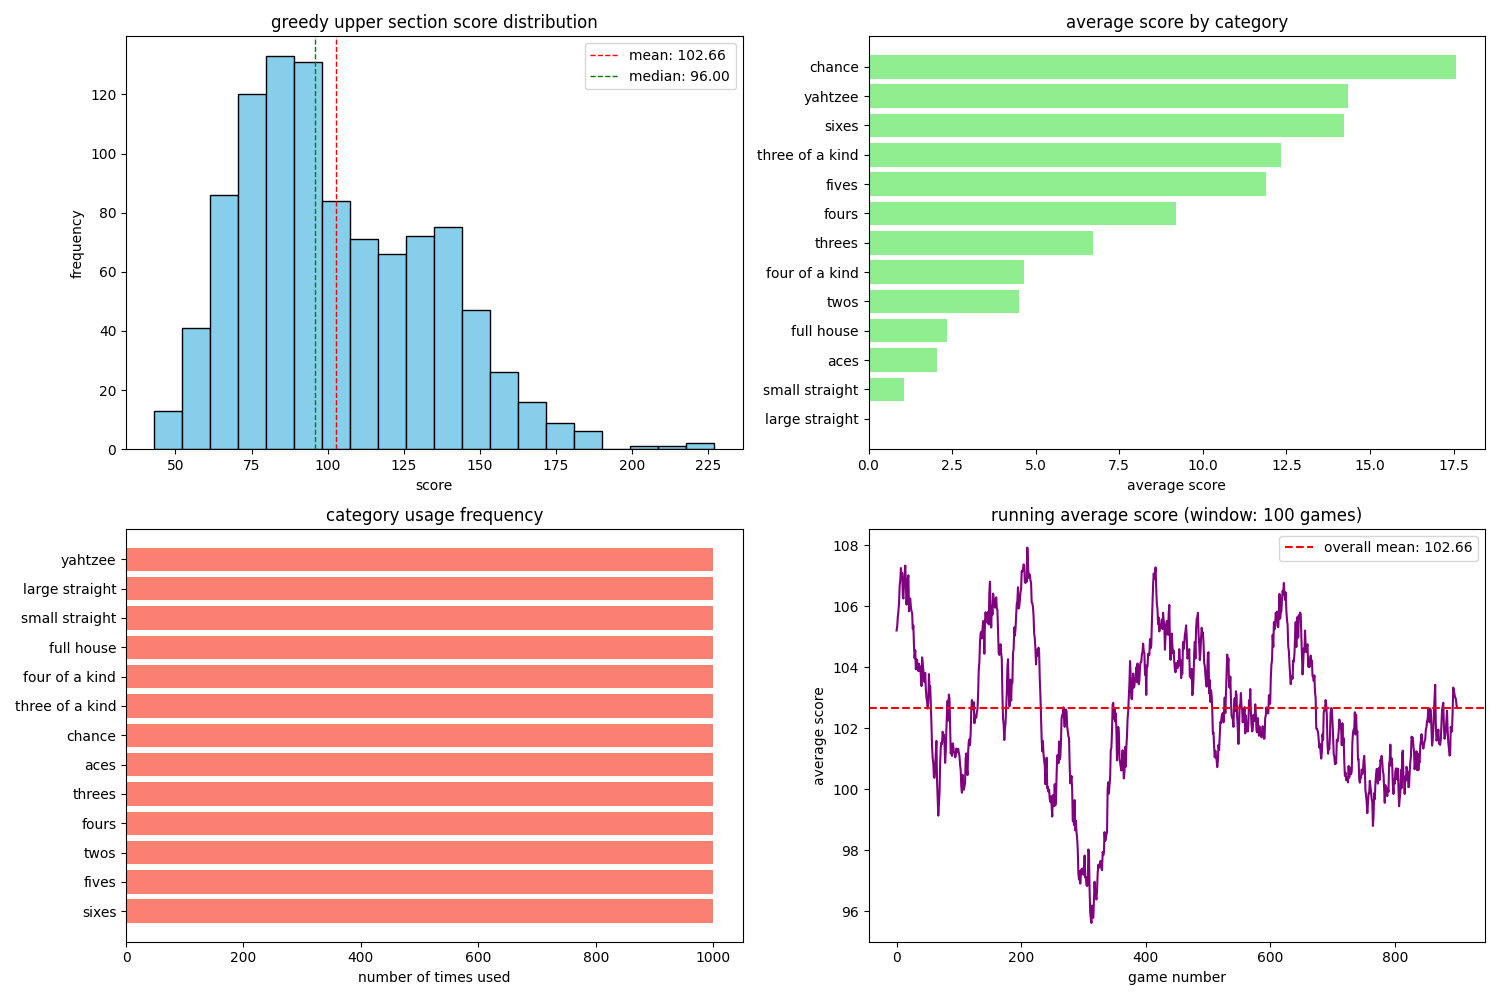 greedy upper section score distribution
120
100
80
60
40
20
0
frequency
mean: 102.66
median: 96.00
50 75 100 125 150 175 200 225
score
average score by category
chance
yahtzee
sixes
three of a kind
fives
fours
threes
four of a kind
twos
full house
aces
small straight
large straight
0.0 2.5 5.0 7.5 10.0 12.5 15.0 17.5
average score
category usage frequency
yahtzee
large straight
small straight
full house
four of a kind
three of a kind
chance
aces
threes
fours
twos
fives
sixes
0 200 400 600 800 1000
number of times used
running average score (window: 100 games)
overall mean: 102.66
108
106
104
102
100
98
96
average score
0 200 400 600 800
game number